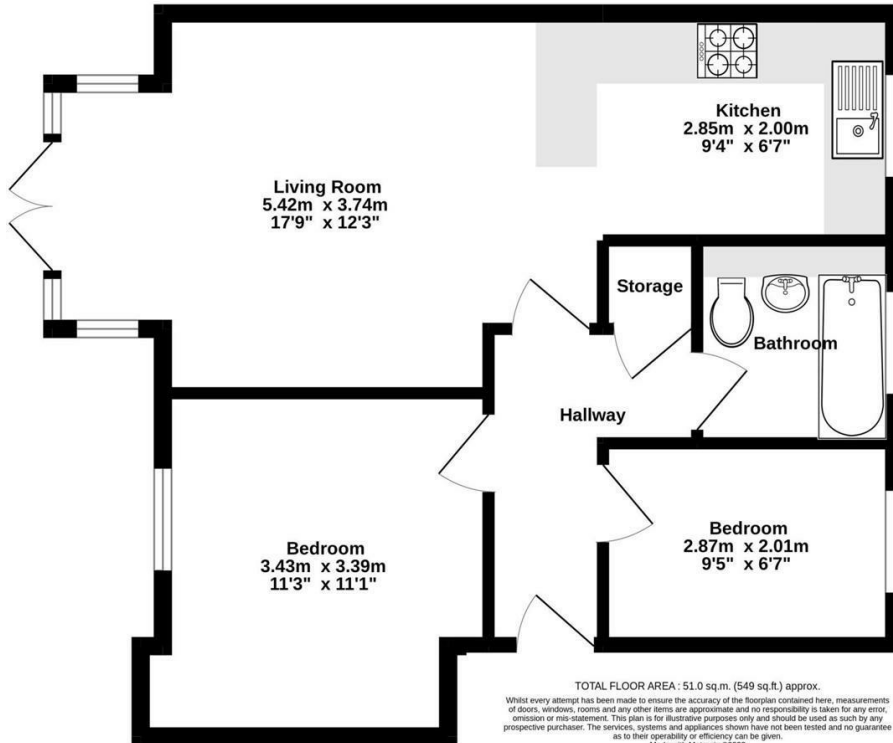 Kitchen
2.85m x 2.00m
9'4" x 6'7"
Living Room
5.42m x 3.74m
17'9" x 12'3"
Storage
Bathroom
Hallway
Bedroom
3.43m x 3.39m
11'3" x 11'1"
Bedroom
2.87m x 2.01m
9'5" x 6'7"
TOTAL FLOOR AREA : 51.0 sq.m. (549 sq.ft.) approx.
Whilst every attempt has been made to ensure the accuracy of the floorplan contained here, measurements
of doors, windows, rooms and any other items are approximate and no responsibility is taken for any error,
omission or mis-statement. This plan is for illustrative purposes only and should be used as such by any
prospective purchaser. The services, systems and appliances shown have not been tested and no guarantee
as to their operability or efficiency can be given.